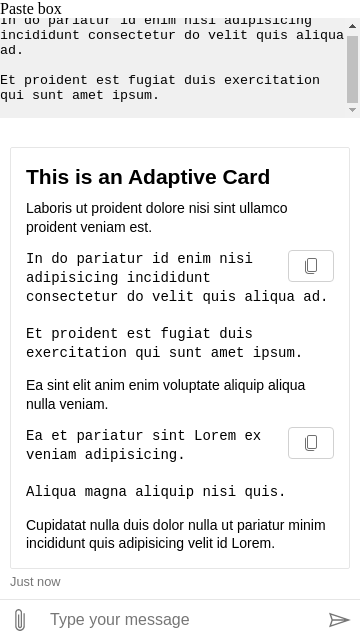 Paste box
In do pariatur id enim nisi adipisicing
incididunt consectetur do velit quis aliqua
ad.
Et proident est fugiat duis exercitation
qui sunt amet ipsum.
This is an Adaptive Card
Laboris ut proident dolore nisi sint ullamco
proident veniam est.
In do pariatur id enim nisi
adipisicing incididunt
consectetur do velit quis aliqua ad.
Et proident est fugiat duis
exercitation qui sunt amet ipsum.
Ea sint elit anim enim voluptate aliquip aliqua
nulla veniam.
Ea et pariatur sint Lorem ex
veniam adipisicing.
Aliqua magna aliquip nisi quis.
Cupidatat nulla duis dolor nulla ut pariatur minim
incididunt quis adipisicing velit id Lorem.
Just now
Type your message